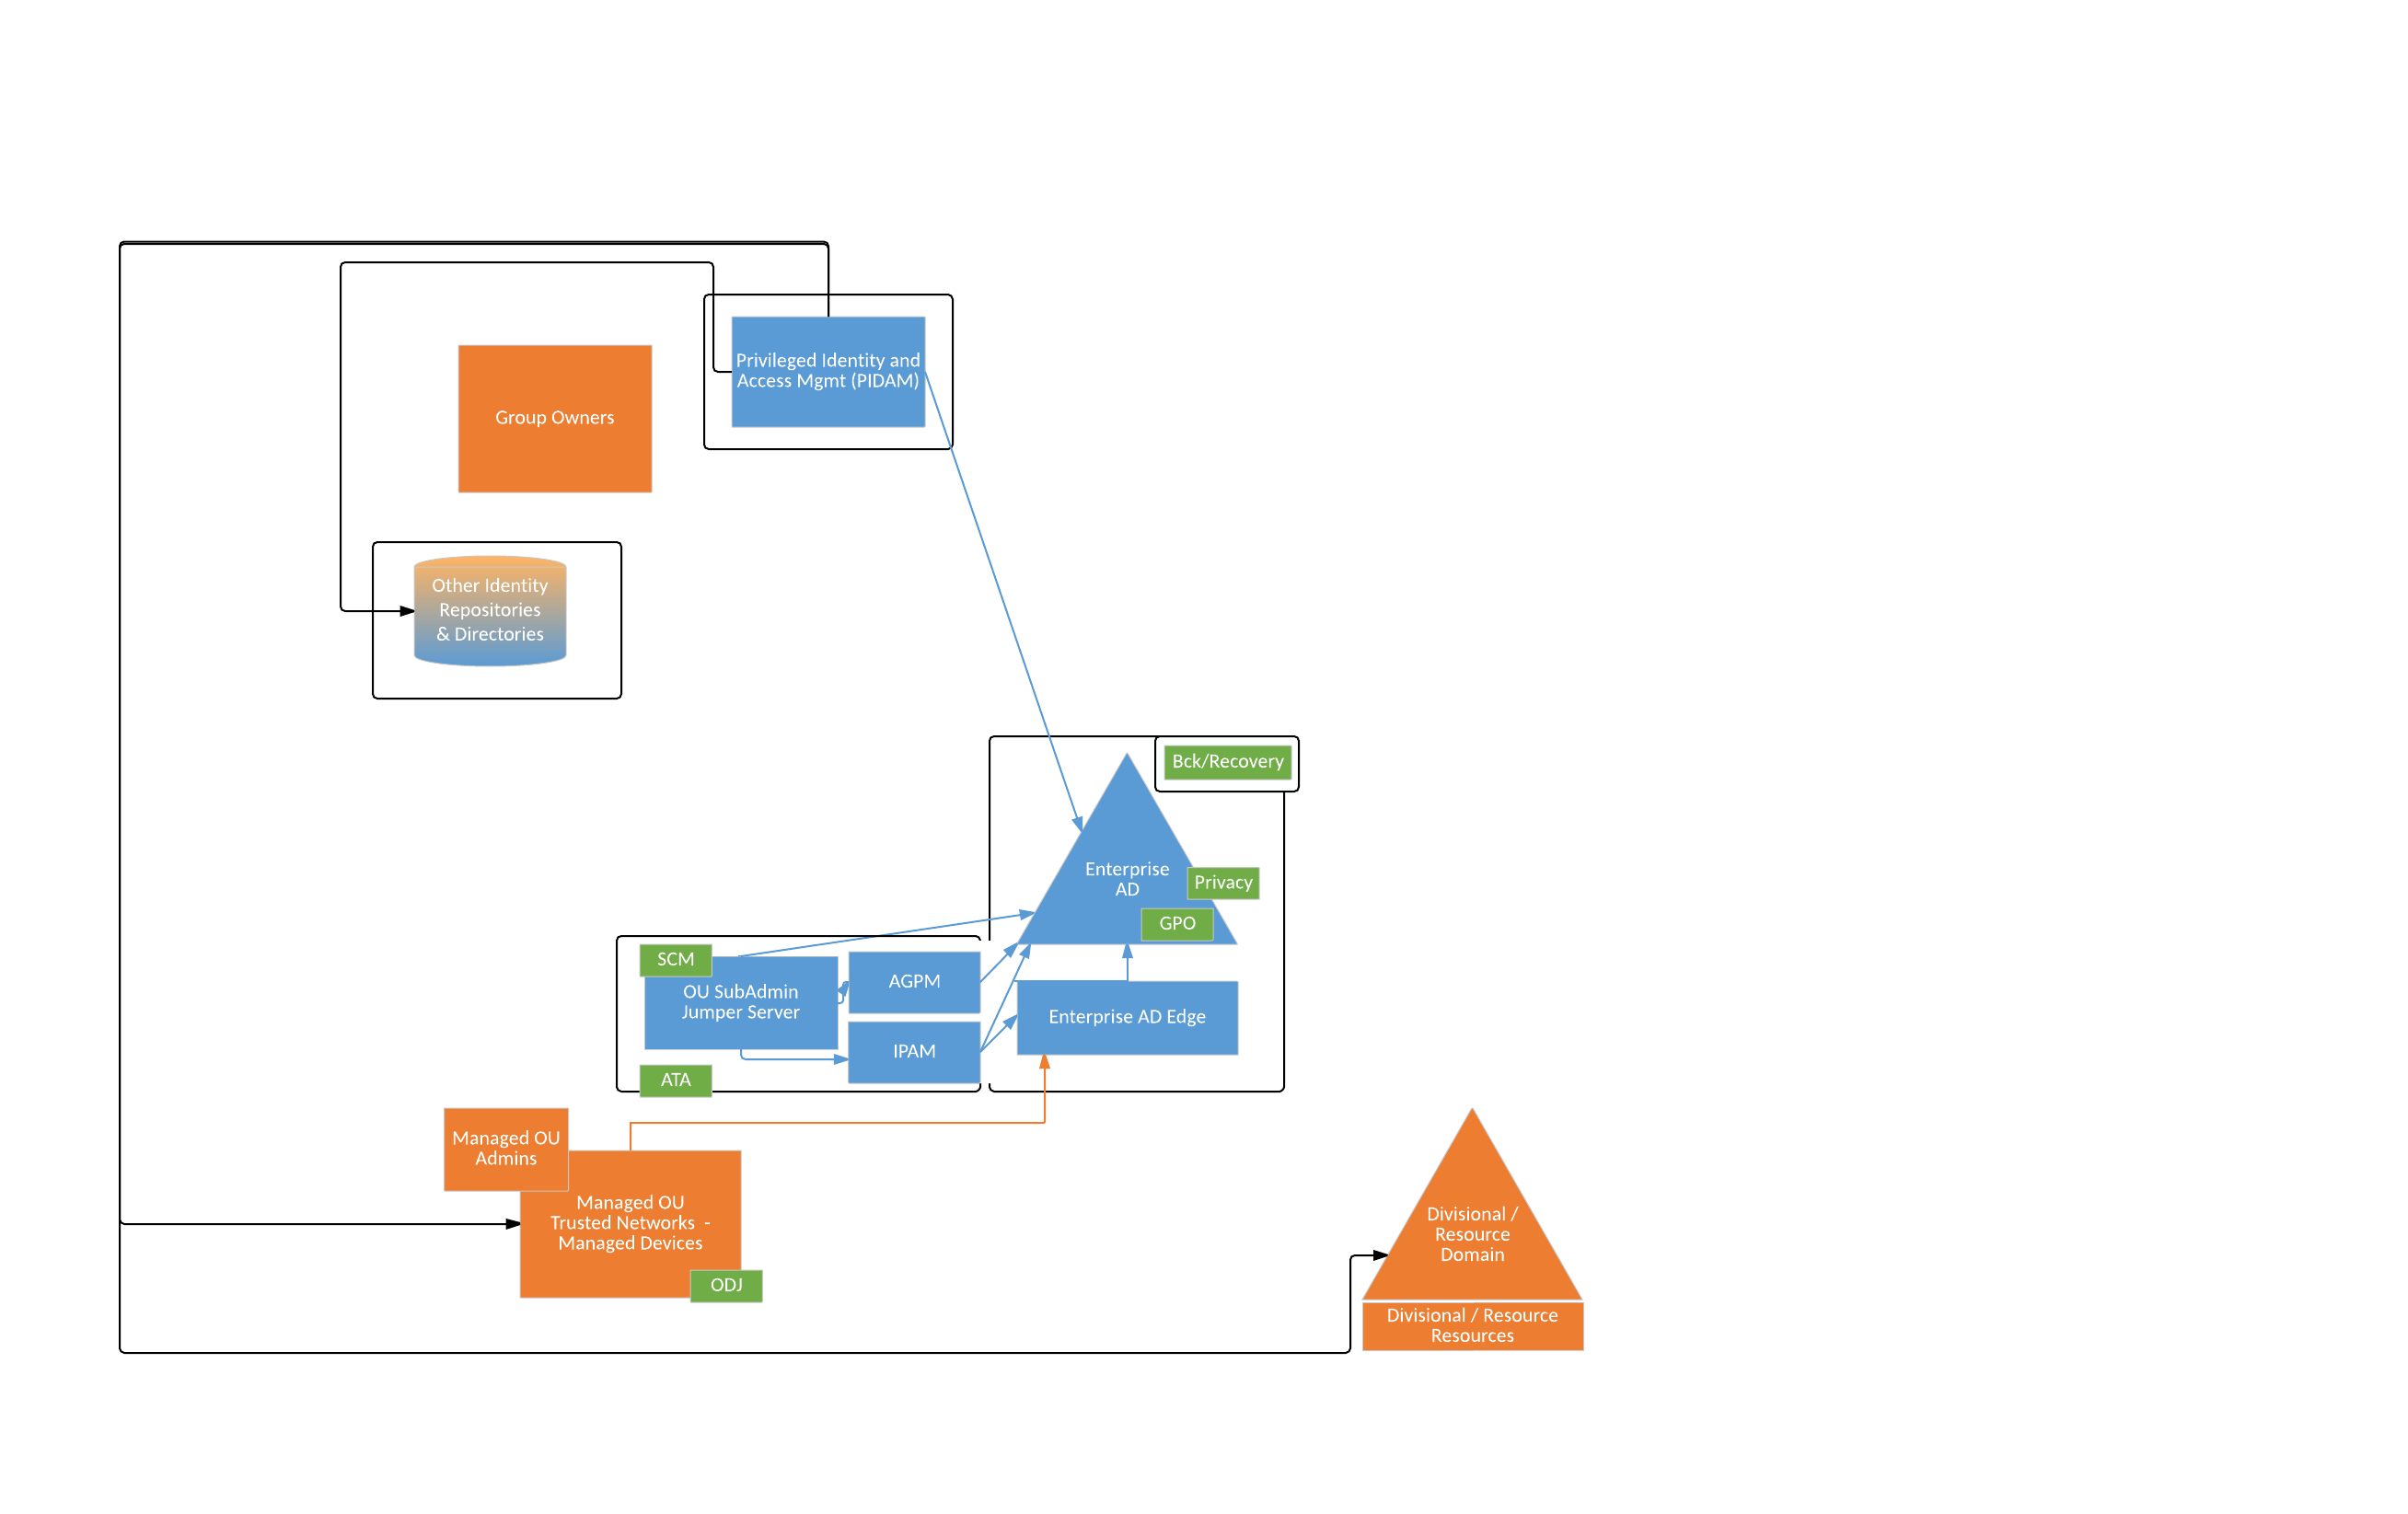 Privileged Identity and
Access Mgmt (PIDAM)
Group Owners
Other Identity
Repositories
& Directories
Bck/Recovery
Enterprise
AD
Privacy
GPO
SCM
OU SubAdmin
Jumper Server
AGPM
Enterprise AD Edge
IPAM
ATA
Managed OU
Admins
Managed OU
Trusted Networks -
Managed Devices
ODJ
Divisional /
Resource
Domain
Divisional / Resource
Resources